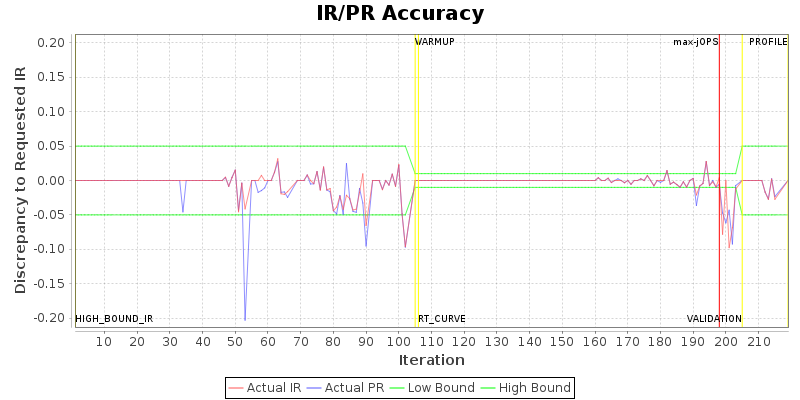 IR/PR Accuracy
Discrepancy to Requested IR
0.20
0.15
0.10
0.05
0.00
-0.05
-0.10
-0.15
-0.20
WARMUP
max-jOPS
PROFILE
HIGH_BOUND_IR
RT_CURVE
VALIDATION
10 20 30 40 50 60 70 80 90 100 110 120 130 140 150 160 170 180 190 200 210
Iteration
Actual IR Actual PR Low Bound High Bound